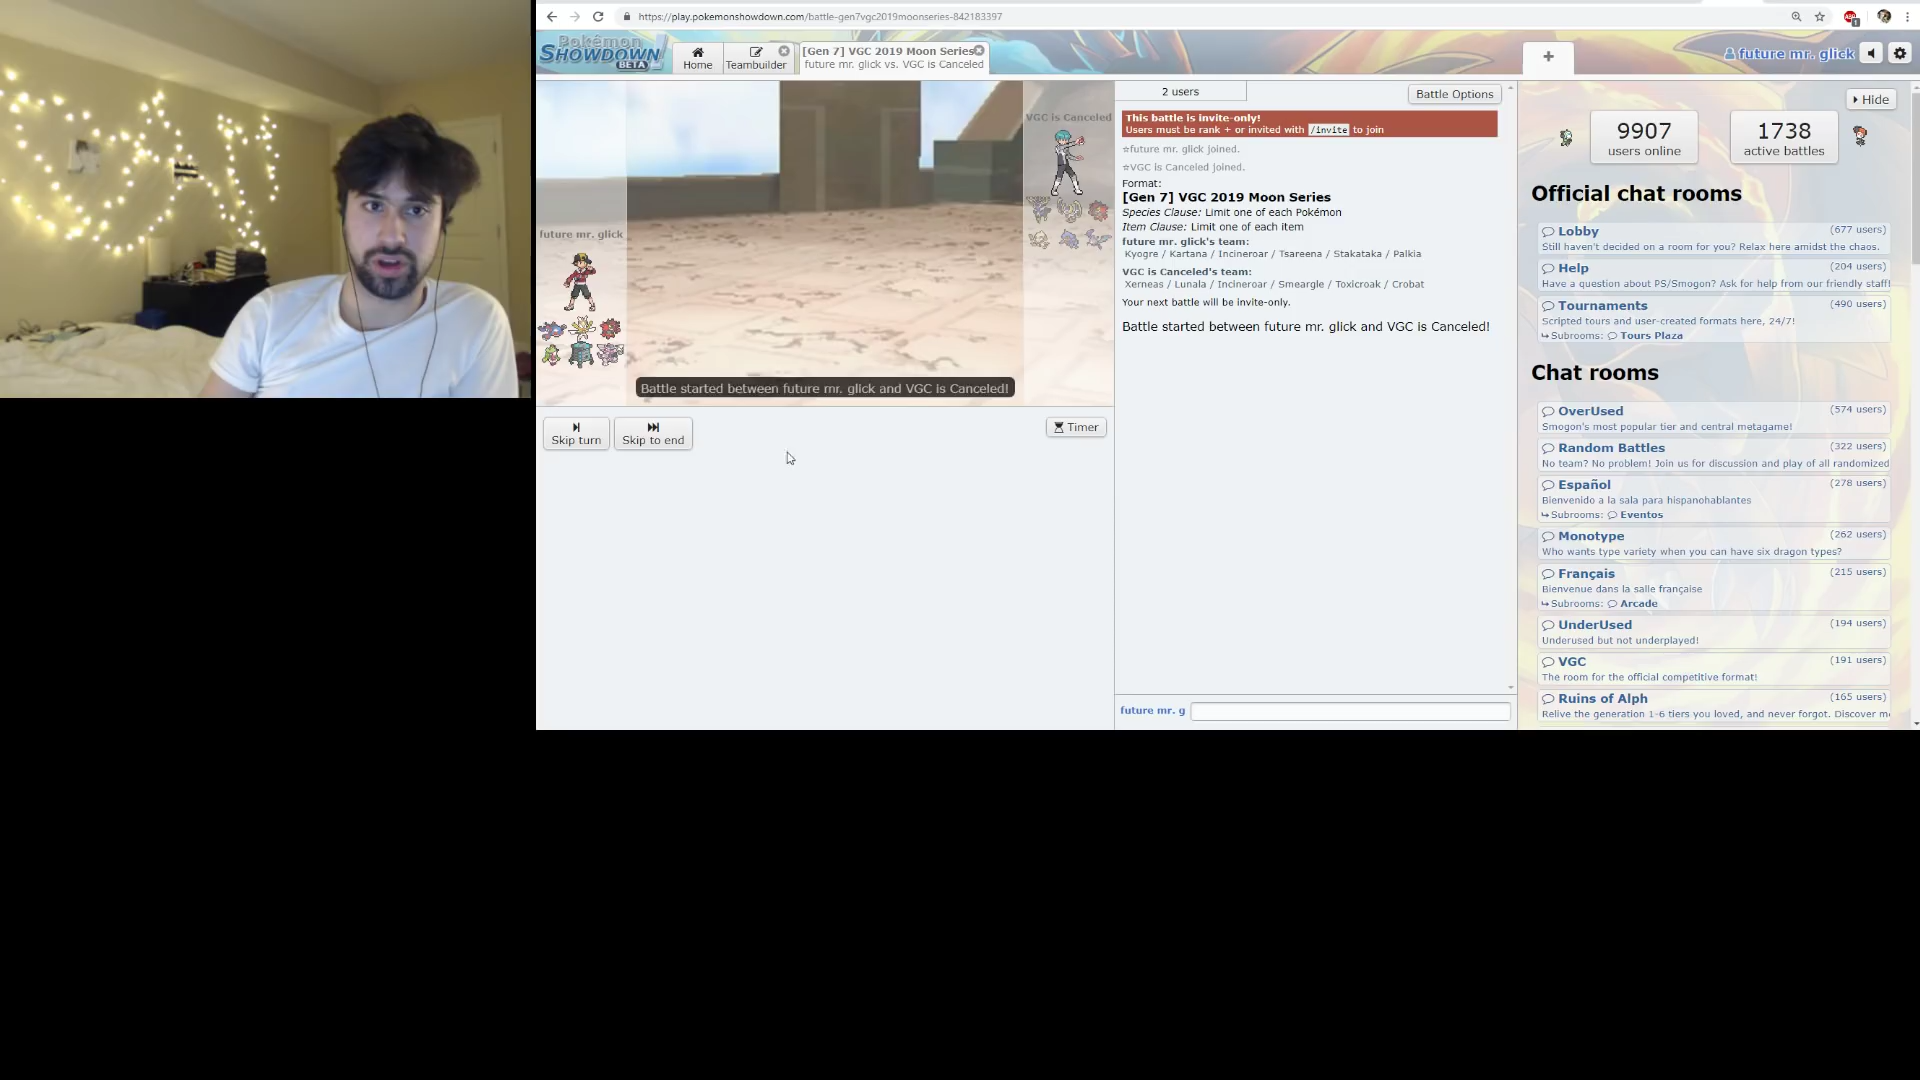 https://play.pokemonshowdown.com/battle-gen7vgc2019moonseries-842183397
Pokémon
SHOWDOWN
BETA
Home
Teambuilder
[Gen 7] VGC 2019 Moon Series
future mr. glick vs. VGC is Canceled
future mr. glick
VGC is Canceled
future mr. glick
Battle started between future mr. glick and VGC is Canceled!
Skip turn
Skip to end
Timer
2 users
Battle Options
This battle is invite-only!
Users must be rank + or invited with /invite to join
☆future mr. glick joined.
☆VGC is Canceled joined.
Format:
[Gen 7] VGC 2019 Moon Series
Species Clause: Limit one of each Pokémon
Item Clause: Limit one of each item
future mr. glick's team:
Kyogre / Kartana / Incineroar / Tsareena / Stakataka / Palkia
VGC is Canceled's team:
Xerneas / Lunala / Incineroar / Smeargle / Toxicroak / Crobat
Your next battle will be invite-only.
Battle started between future mr. glick and VGC is Canceled!
future mr. g
Hide
9907
users online
1738
active battles
Official chat rooms
Lobby (677 users)
Still haven't decided on a room for you? Relax here amidst the chaos.
Help (204 users)
Have a question about PS/Smogon? Ask for help from our friendly staff!
Tournaments (490 users)
Scripted tours and user-created formats here, 24/7!
↳Subrooms: Tours Plaza
Chat rooms
OverUsed (574 users)
Smogon's most popular tier and central metagame!
Random Battles (322 users)
No team? No problem! Join us for discussion and play of all randomized
Español (278 users)
Bienvenido a la sala para hispanohablantes
↳Subrooms: Eventos
Monotype (262 users)
Who wants type variety when you can have six dragon types?
Français (215 users)
Bienvenue dans la salle française
↳Subrooms: Arcade
UnderUsed (194 users)
Underused but not underplayed!
VGC (191 users)
The room for the official competitive format!
Ruins of Alph (165 users)
Relive the generation 1-6 tiers you loved, and never forgot. Discover m